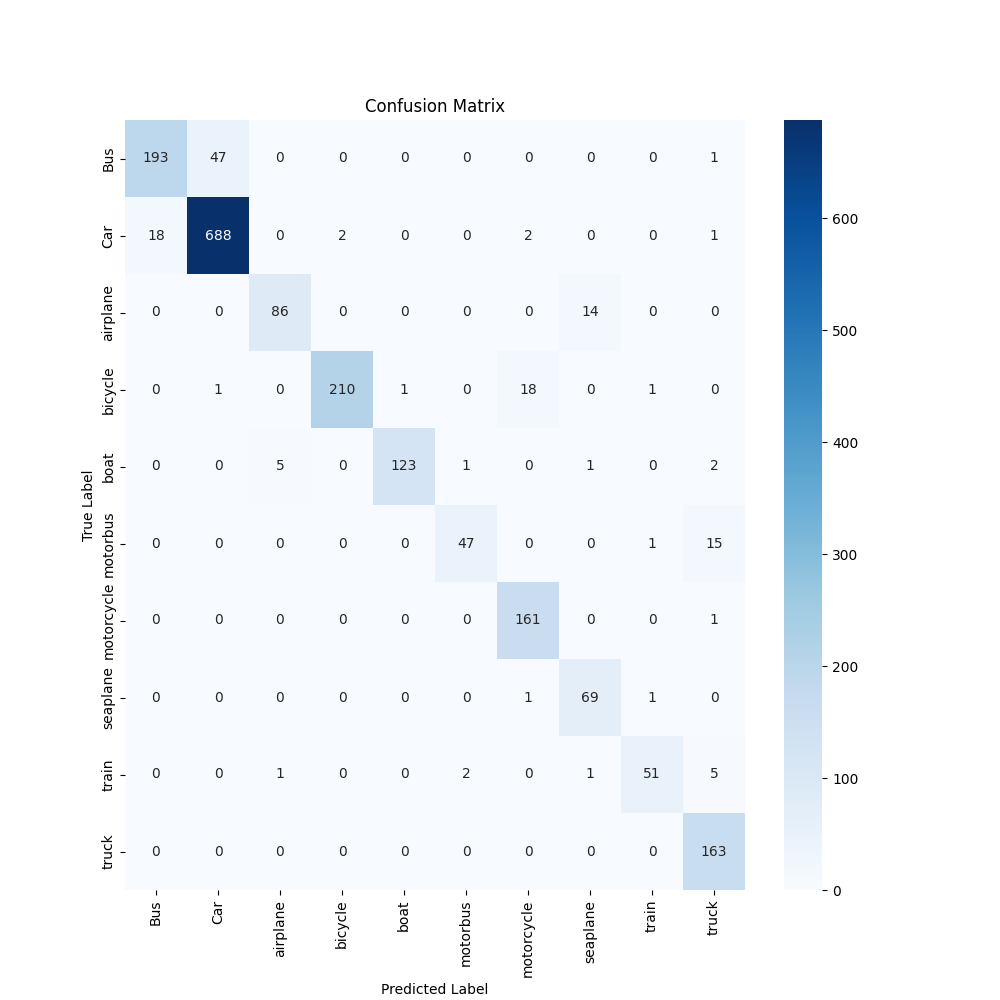 Confusion Matrix
Bus 193 47 0 0 0 0 0 0 0 1
Car 18 688 0 2 0 0 2 0 0 1
airplane 0 0 86 0 0 0 0 14 0 0
bicycle 0 1 0 210 1 0 18 0 1 0
boat 0 0 5 0 123 1 0 1 0 2
motorbus 0 0 0 0 0 47 0 0 1 15
motorcycle 0 0 0 0 0 0 161 0 0 1
seaplane 0 0 0 0 0 0 1 69 1 0
train 0 0 1 0 0 2 0 1 51 5
truck 0 0 0 0 0 0 0 0 0 163
True Label
Bus Car airplane bicycle boat motorbus motorcycle seaplane train truck
Predicted Label
600
500
400
300
200
100
0